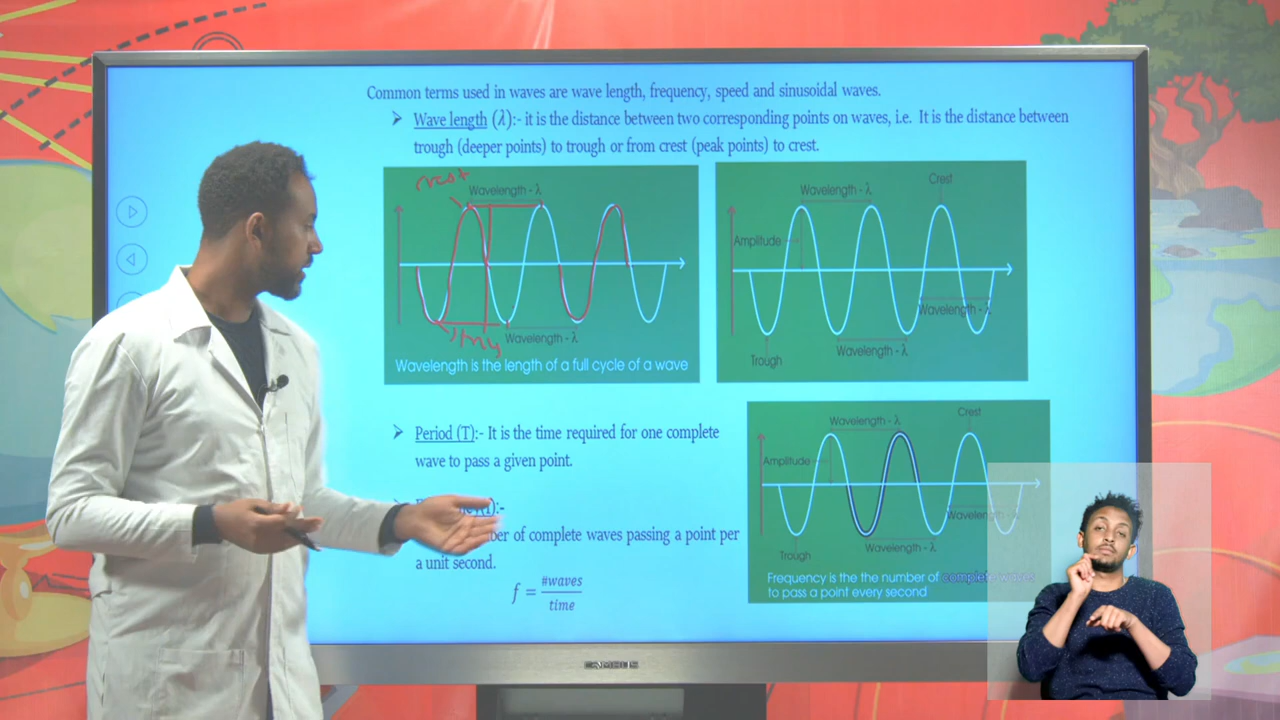 Common terms used in waves are wave length, frequency, speed and sinusoidal waves.
➢ Wave length (λ):- it is the distance between two corresponding points on waves, i.e. It is the distance between
trough (deeper points) to trough or from crest (peak points) to crest.
Wavelength - λ
Wavelength - λ
Wavelength is the length of a full cycle of a wave
Crest
Wavelength - λ
Amplitude
Wavelength - λ
Wavelength - λ
Trough
➢ Period (T):- It is the time required for one complete
wave to pass a given point.
of complete waves passing a point per
a unit second.
f = #waves
time
Crest
Wavelength - λ
Amplitude
Wavelength - λ
Wavelength - λ
Trough
Frequency is the the number of complete waves
to pass a point every second